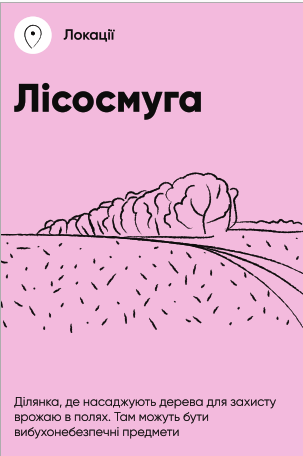 Локації
Лісосмуга
Ділянка, де насаджують дерева для захисту
врожаю в полях. Там можуть бути
вибухонебезпечні предмети